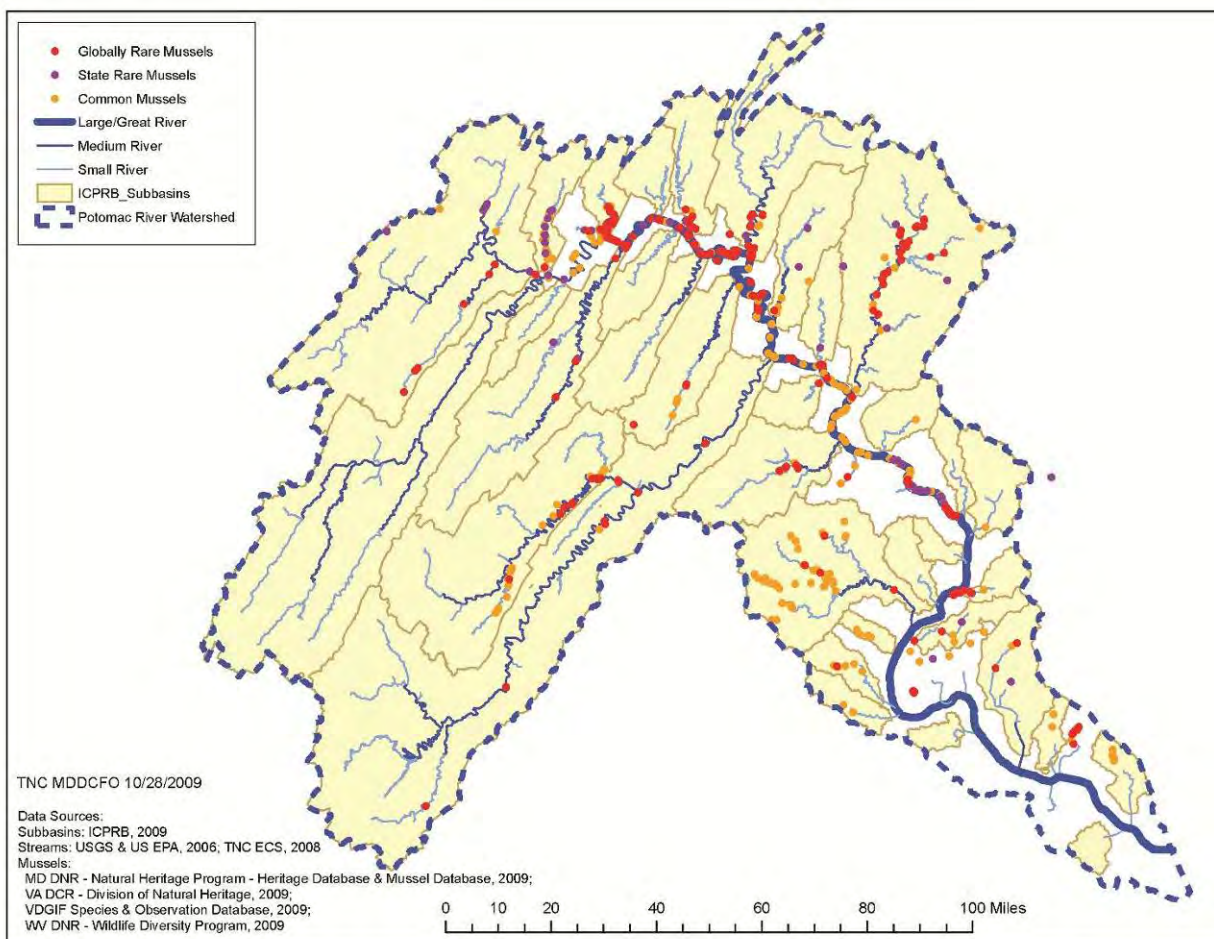 Globally Rare Mussels
State Rare Mussels
Common Mussels
Large/Great River
Medium River
Small River
ICPRB_Subbasins
Potomac River Watershed
TNC MDDCFO 10/28/2009
Data Sources:
Subbasins: ICPRB, 2009
Streams: USGS & US EPA, 2006; TNC ECS, 2008
Mussels:
MD DNR - Natural Heritage Program - Heritage Database & Mussel Database, 2009;
VA DCR - Division of Natural Heritage, 2009;
VDGIF Species & Observation Database, 2009;
WV DNR - Wildlife Diversity Program, 2009
0 10 20 40 60 80 100 Miles